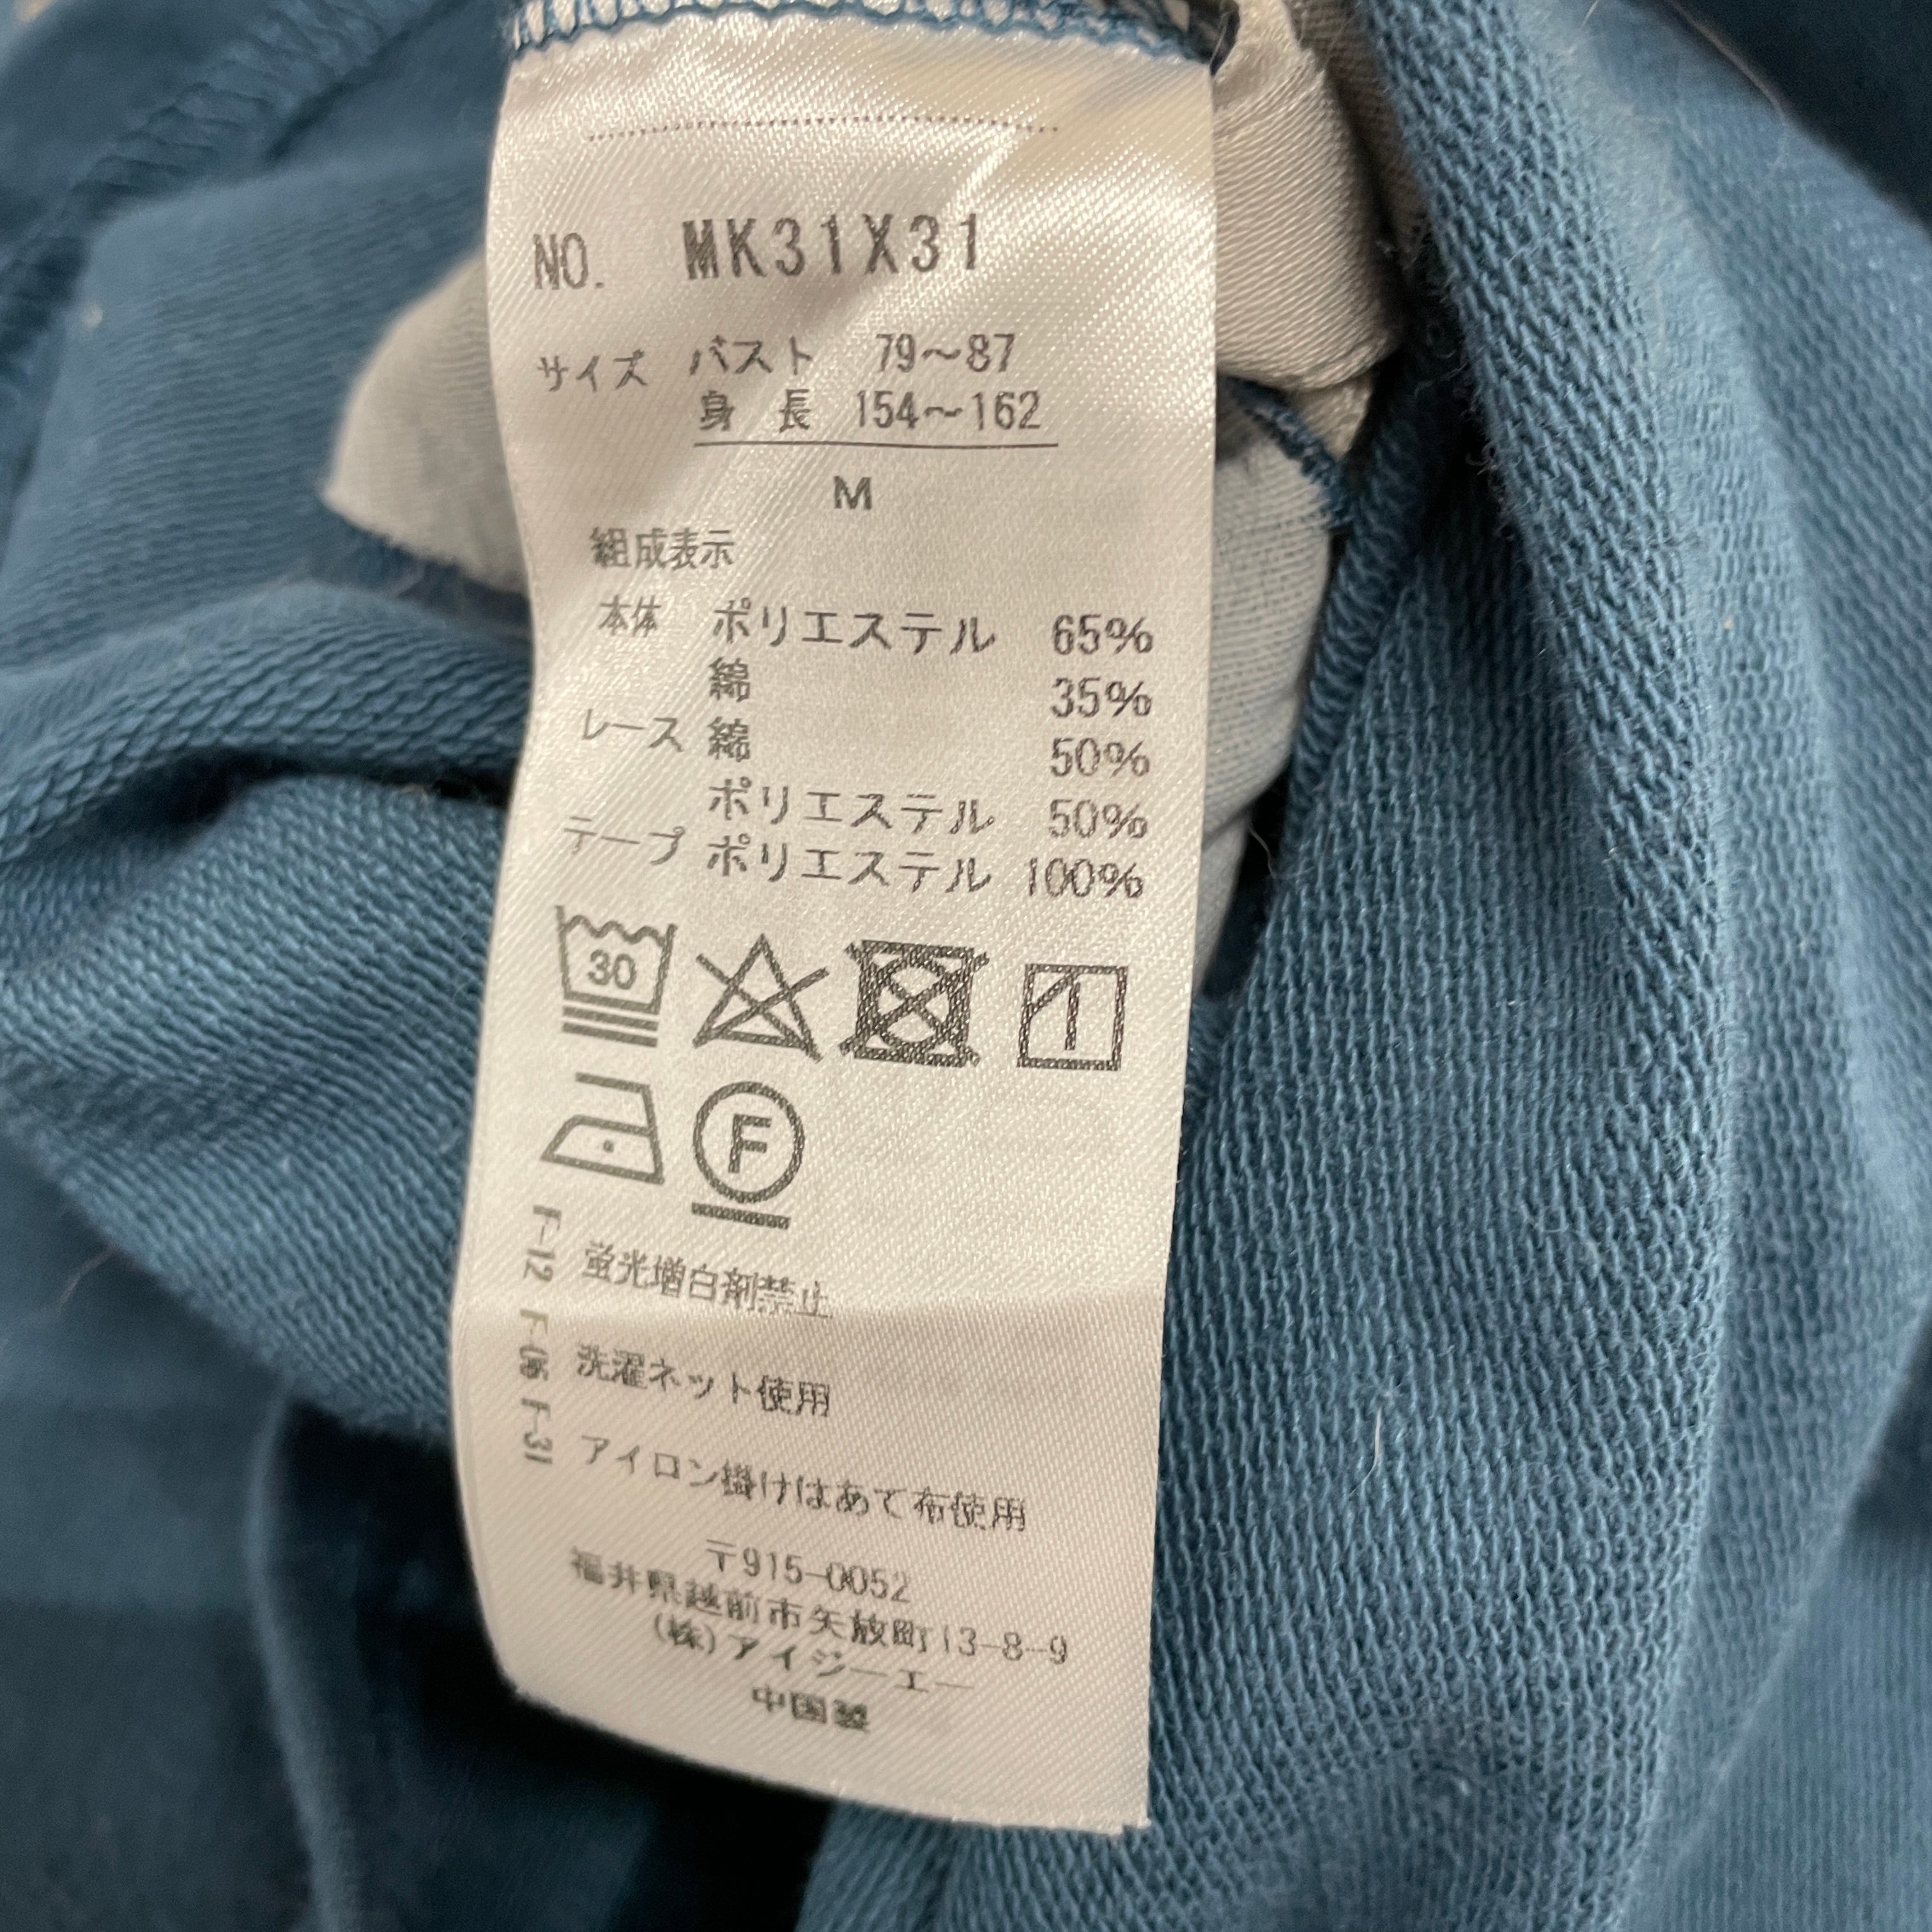 NO. MK31X31
サイズ バスト 79～87
身長 154～162
M
組成表示
本体 ポリエステル 65%
綿 35%
レース 綿 50%
ポリエステル 50%
テープ ポリエステル 100%
30
F
F-12 F-06 F-31
蛍光増白剤禁止
洗濯ネット使用
アイロン掛けはあて布使用
〒915-0052
福井県越前市矢放町13-8-9
(株)アイジーエー
中国製